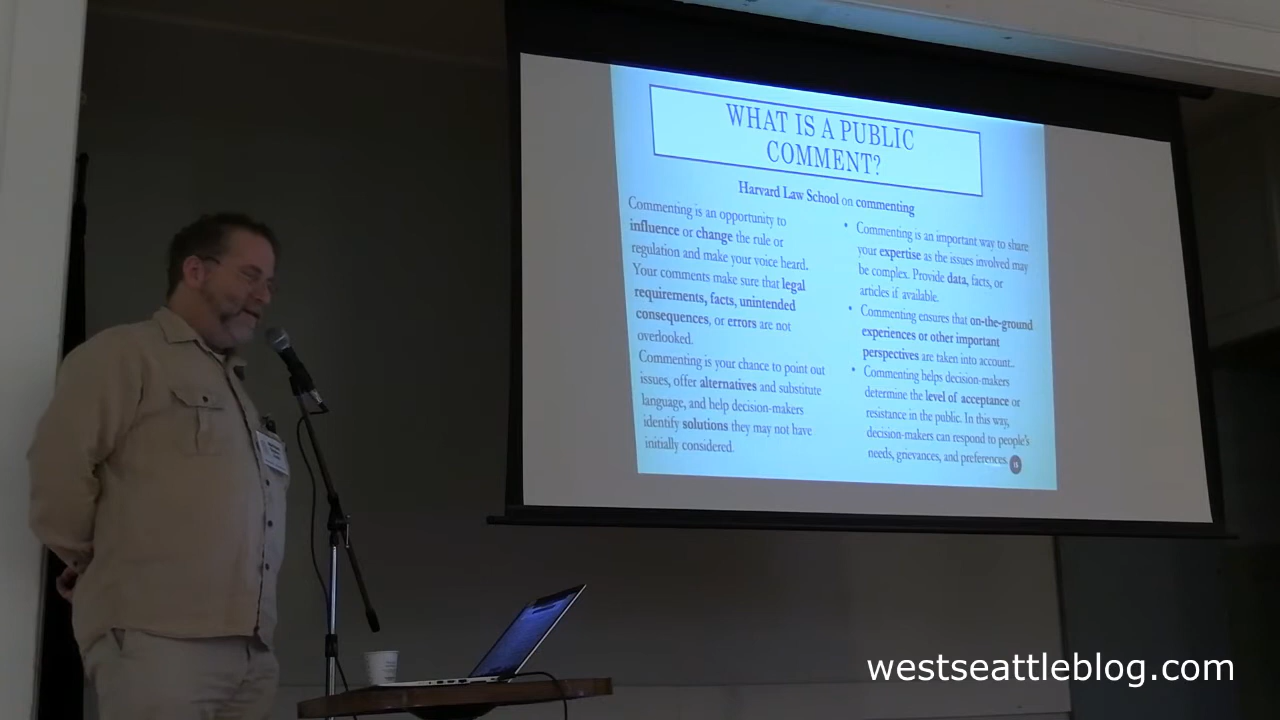 WHAT IS A PUBLIC
COMMENT?
Harvard Law School on commenting
Commenting is an opportunity to
influence or change the rule or
regulation and make your voice heard.
Your comments make sure that legal
requirements, facts, unintended
consequences, or errors are not
overlooked.
Commenting is your chance to point out
issues, offer alternatives and substitute
language, and help decision-makers
identify solutions they may not have
initially considered.
• Commenting is an important way to share
your expertise as the issues involved may
be complex. Provide data, facts, or
articles if available.
• Commenting ensures that on-the-ground
experiences or other important
perspectives are taken into account..
• Commenting helps decision-makers
determine the level of acceptance or
resistance in the public. In this way,
decision-makers can respond to people's
needs, grievances, and preferences.
westseattleblog.com